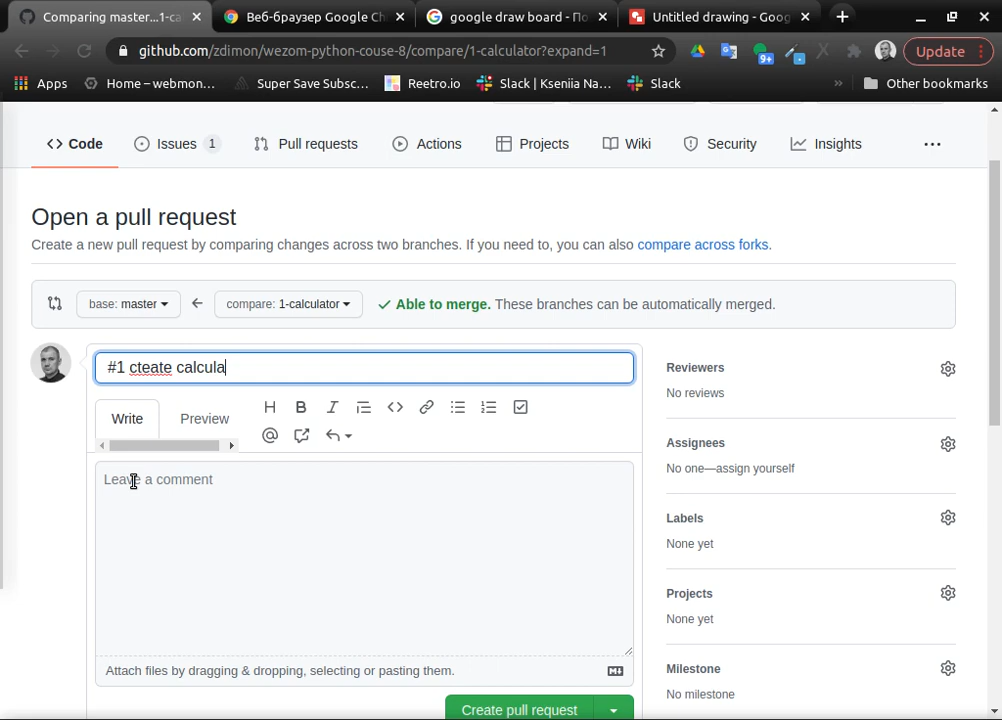 Comparing master...1-ca
Веб-браузер Google Ch
google draw board - По
Untitled drawing - Goog
github.com/zdimon/wezom-python-couse-8/compare/1-calculator?expand=1
9+
Update
Apps
Home – webmon...
Super Save Subsc...
Reetro.io
Slack | Kseniia Na...
Slack
»
Other bookmarks
Code
Issues 1
Pull requests
Actions
Projects
Wiki
Security
Insights
Open a pull request
Create a new pull request by comparing changes across two branches. If you need to, you can also compare across forks.
base: master
compare: 1-calculator
Able to merge. These branches can be automatically merged.
#1 cteate calcula
Write
Preview
Leave a comment
Attach files by dragging & dropping, selecting or pasting them.
Create pull request
Reviewers
No reviews
Assignees
No one—assign yourself
Labels
None yet
Projects
None yet
Milestone
No milestone